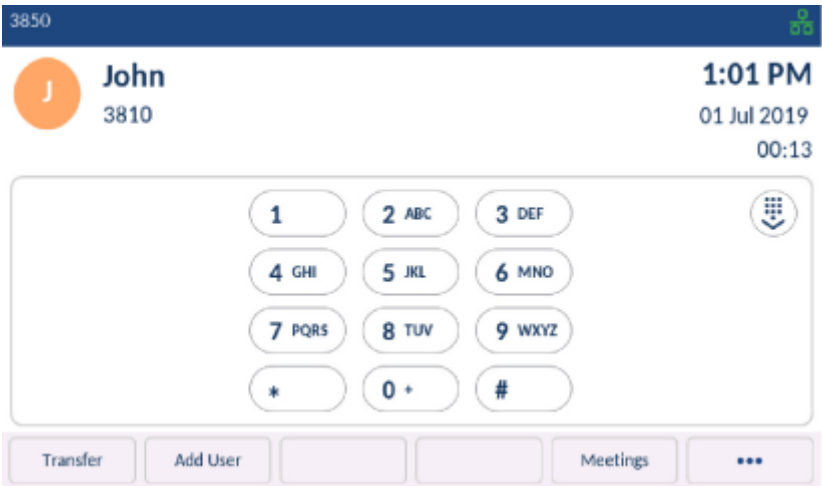 3850
J
John
1:01 PM
3810
01 Jul 2019
00:13
1 2 ABC 3 DEF
4 GHI 5 JKL 6 MNO
7 PQRS 8 TUV 9 WXYZ
* 0 + #
Transfer Add User Meetings •••